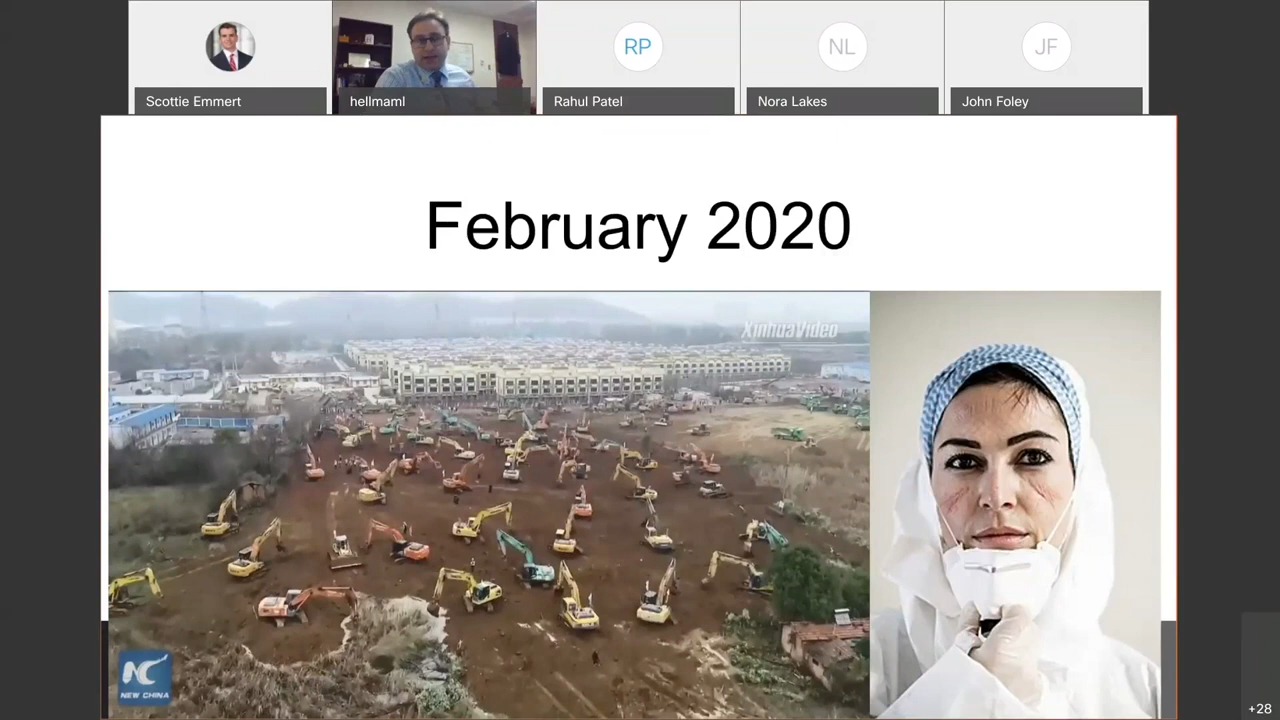 Scottie Emmert
hellmaml
RP
Rahul Patel
NL
Nora Lakes
JF
John Foley
February 2020
XinhuaVideo
NEW CHINA
+28